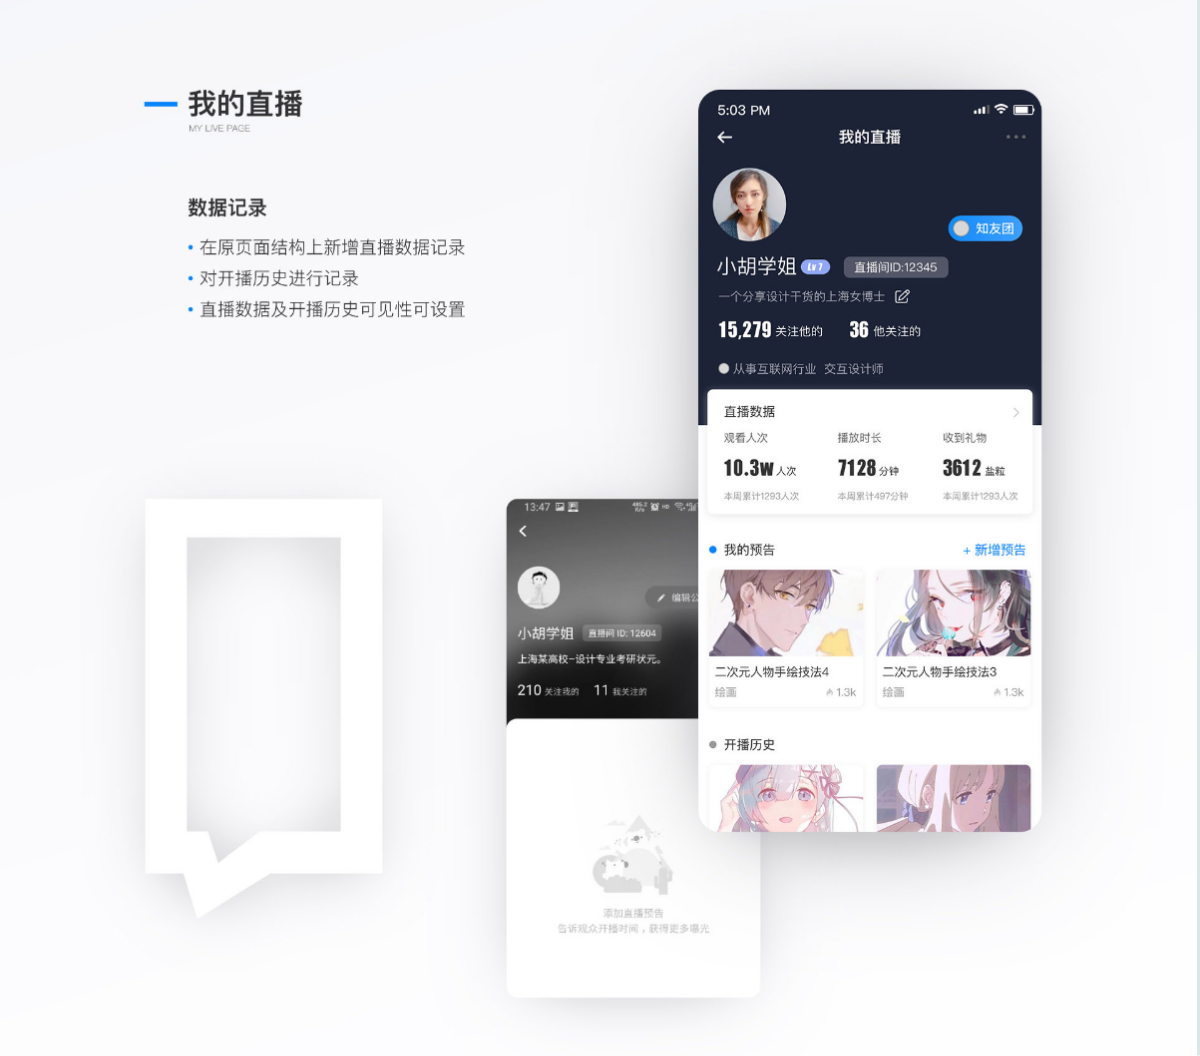 我的直播
MY LIVE PAGE
数据记录
• 在原页面结构上新增直播数据记录
• 对开播历史进行记录
• 直播数据及开播历史可见性可设置
5:03 PM
我的直播
知友团
小胡学姐 Lv 7 直播间ID:12345
一个分享设计干货的上海女博士
15,279 关注他的 36 他关注的
从事互联网行业 交互设计师
直播数据
观看人次 播放时长 收到礼物
10.3w 人次 7128 分钟 3612 盐粒
本周累计1293人次 本周累计497分钟 本周累计1293人次
我的预告 + 新增预告
二次元人物手绘技法4 二次元人物手绘技法3
绘画 1.3k 绘画 1.3k
开播历史
13:47
编辑公
小胡学姐 直播间 ID: 12604
上海某高校-设计专业考研状元。
210 关注我的 11 我关注的
添加直播预告
告诉观众开播时间，获得更多曝光